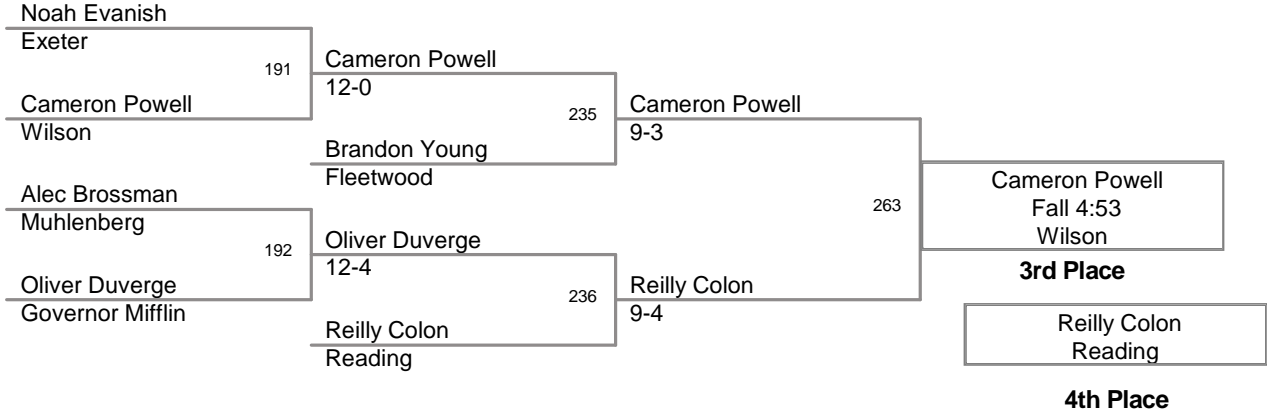 Noah Evanish
Exeter
191
Cameron Powell
12-0
Cameron Powell
Wilson
235
Cameron Powell
9-3
Brandon Young
Fleetwood
Alec Brossman
Muhlenberg
192
Oliver Duverge
12-4
Oliver Duverge
Governor Mifflin
236
Reilly Colon
9-4
Reilly Colon
Reading
263
Cameron Powell
Fall 4:53
Wilson
3rd Place
Reilly Colon
Reading
4th Place